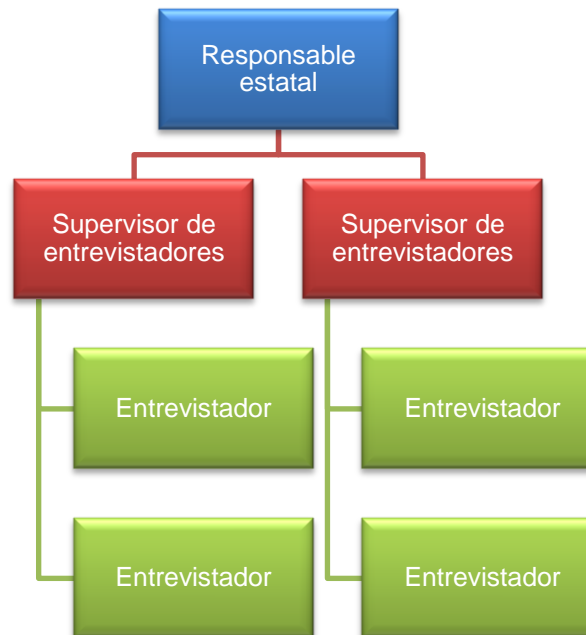 Responsable
estatal
Supervisor de
entrevistadores
Supervisor de
entrevistadores
Entrevistador
Entrevistador
Entrevistador
Entrevistador